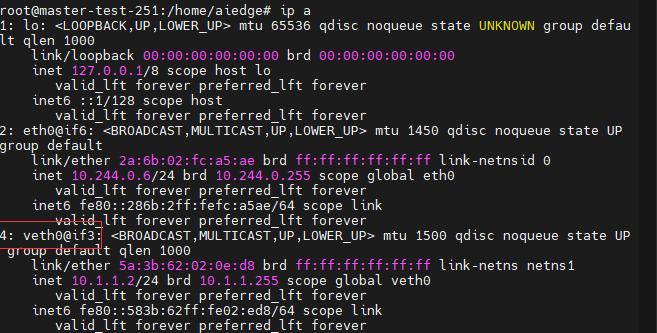 root@master-test-251:/home/aiedge# ip a
1: lo: <LOOPBACK,UP,LOWER_UP> mtu 65536 qdisc noqueue state UNKNOWN group defau
lt qlen 1000
    link/loopback 00:00:00:00:00:00 brd 00:00:00:00:00:00
    inet 127.0.0.1/8 scope host lo
       valid_lft forever preferred_lft forever
    inet6 ::1/128 scope host
       valid_lft forever preferred_lft forever
2: eth0@if6: <BROADCAST,MULTICAST,UP,LOWER_UP> mtu 1450 qdisc noqueue state UP
group default
    link/ether 2a:6b:02:fc:a5:ae brd ff:ff:ff:ff:ff:ff link-netnsid 0
    inet 10.244.0.6/24 brd 10.244.0.255 scope global eth0
       valid_lft forever preferred_lft forever
    inet6 fe80::286b:2ff:fefc:a5ae/64 scope link
       valid_lft forever preferred_lft forever
4: veth0@if3: <BROADCAST,MULTICAST,UP,LOWER_UP> mtu 1500 qdisc noqueue state UP
 group default qlen 1000
    link/ether 5a:3b:62:02:0e:d8 brd ff:ff:ff:ff:ff:ff link-netns netns1
    inet 10.1.1.2/24 brd 10.1.1.255 scope global veth0
       valid_lft forever preferred_lft forever
    inet6 fe80::583b:62ff:fe02:ed8/64 scope link
       valid_lft forever preferred_lft forever